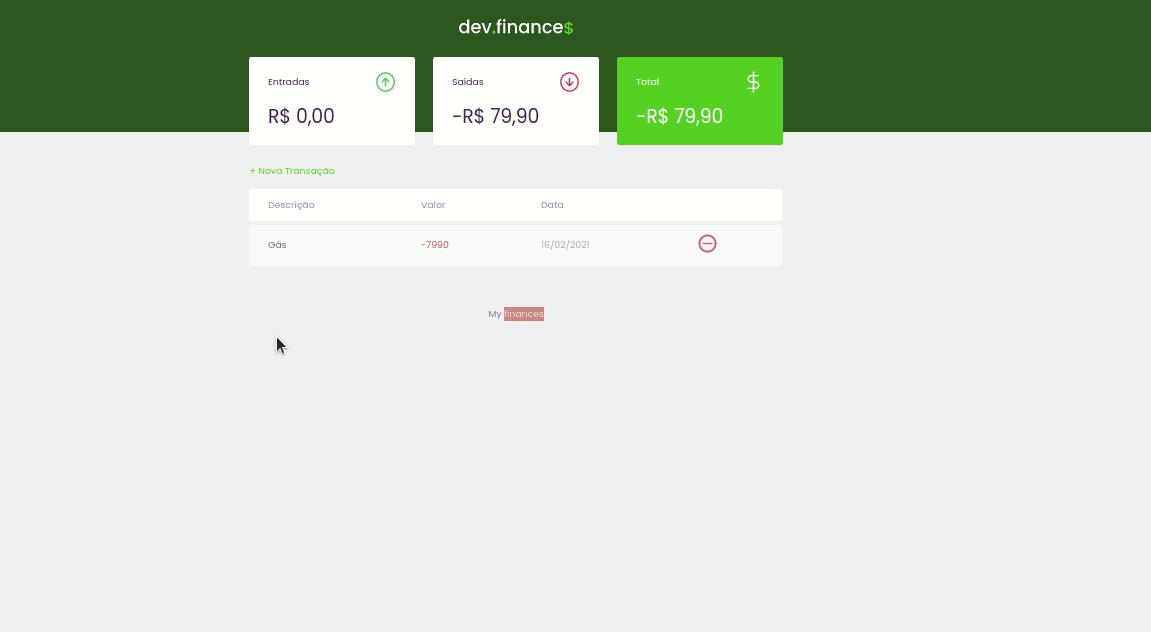 dev.finance$
Entradas
R$ 0,00
Saídas
-R$ 79,90
Total
-R$ 79,90
+ Nova Transação
Descrição Valor Data
Gás -7990 16/02/2021
My finances